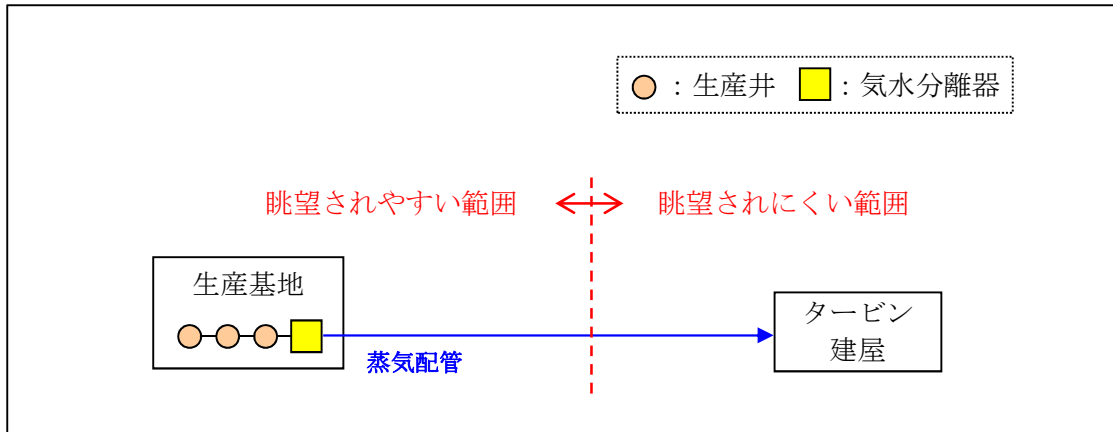 ：生産井　：気水分離器
眺望されやすい範囲　眺望されにくい範囲
生産基地
蒸気配管
タービン
建屋